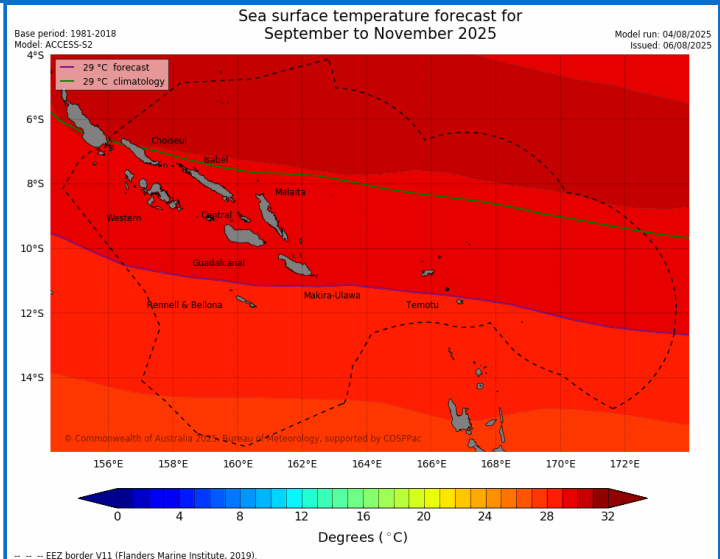 Sea surface temperature forecast for
September to November 2025
Base period: 1981-2018
Model: ACCESS-S2
Model run: 04/08/2025
Issued: 06/08/2025
29 °C forecast
29 °C climatology
4°S
6°S
8°S
10°S
12°S
14°S
Choiseul
Isabel
Malaita
Western
Central
Guadalcanal
Makira-Ulawa
Rennell & Bellona
Temotu
© Commonwealth of Australia 2025, Bureau of Meteorology, supported by COSPPac
156°E 158°E 160°E 162°E 164°E 166°E 168°E 170°E 172°E
0 4 8 12 16 20 24 28 32
Degrees (°C)
-- -- -- EEZ border V11 (Flanders Marine Institute, 2019).